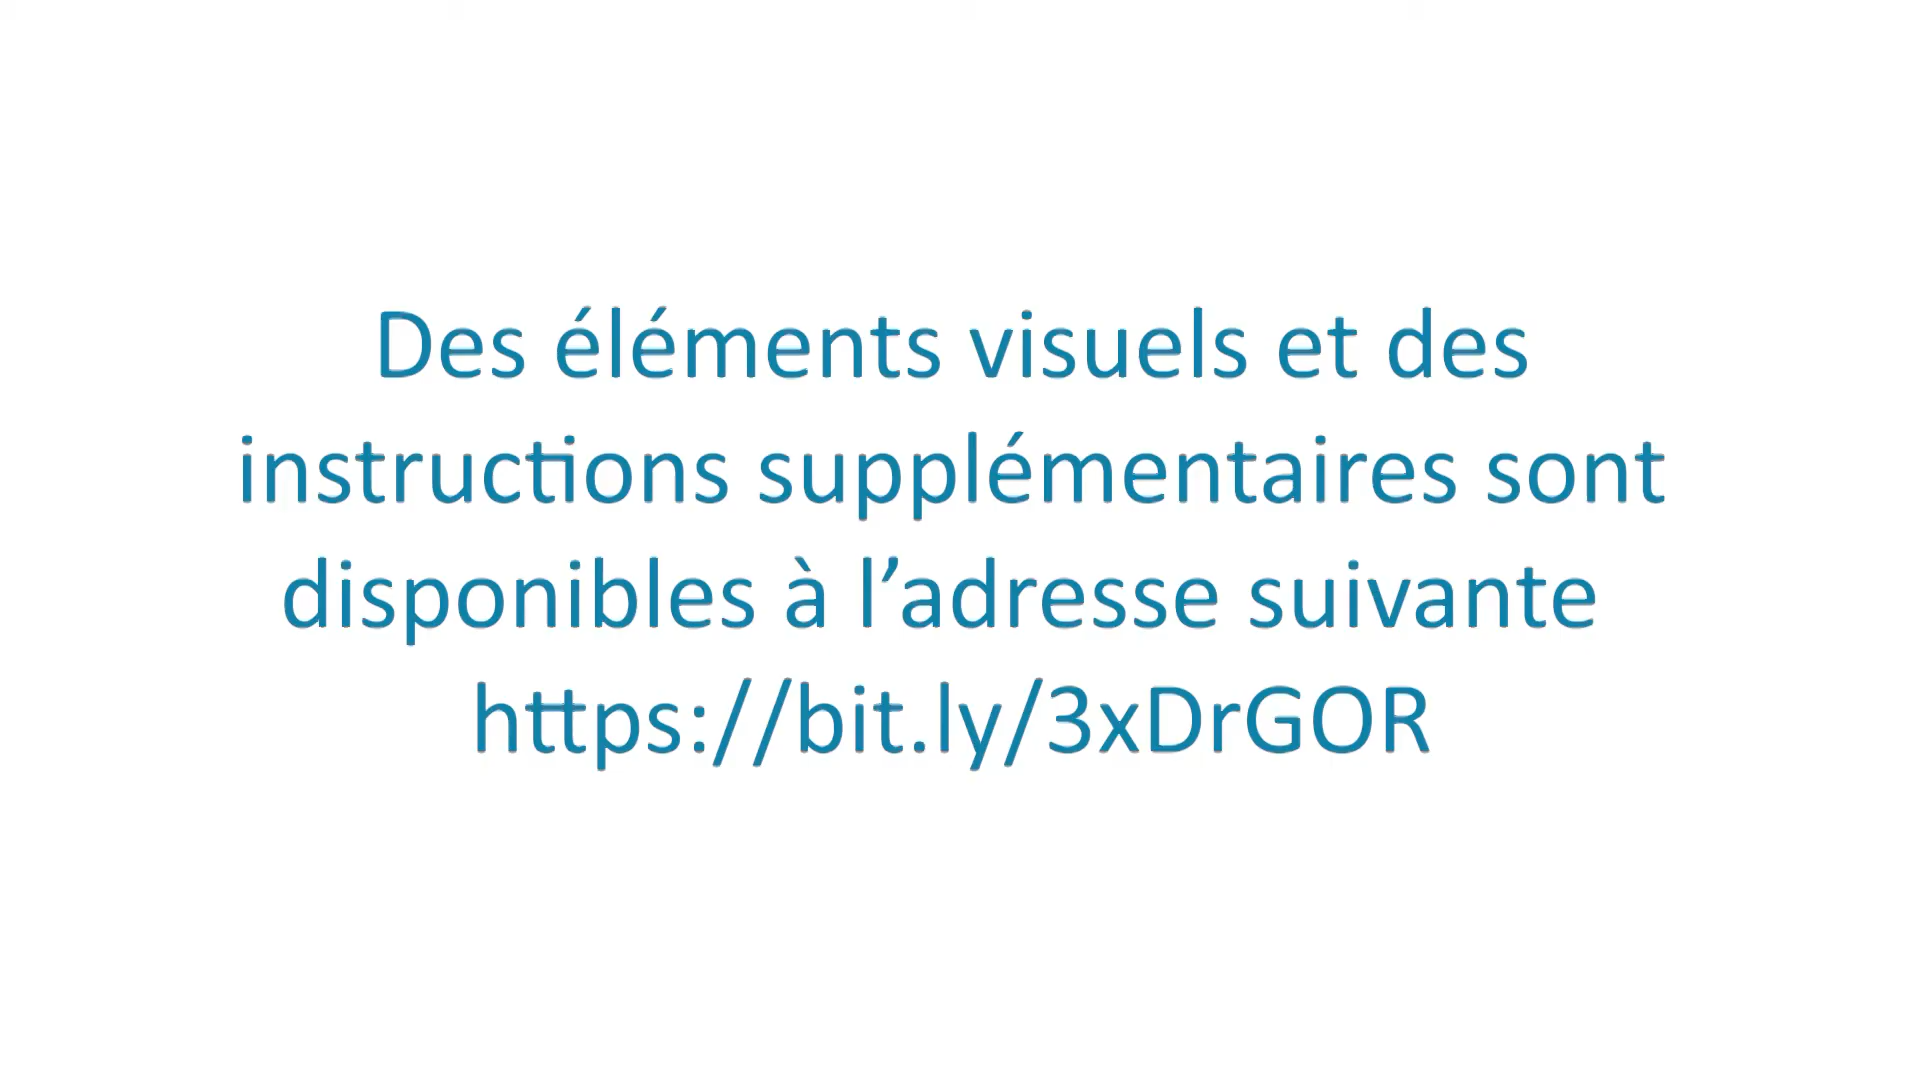 Des éléments visuels et des
instructions supplémentaires sont
disponibles à l’adresse suivante
https://bit.ly/3xDrGOR